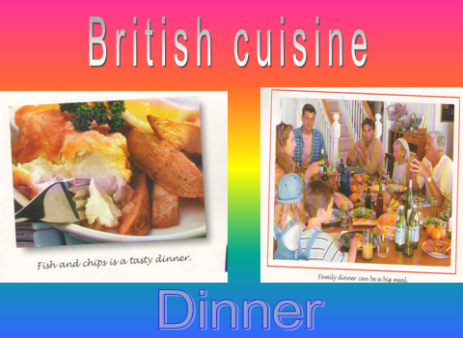 British cuisine
Fish and chips is a tasty dinner.
Family dinner can be a big meal.
Dinner